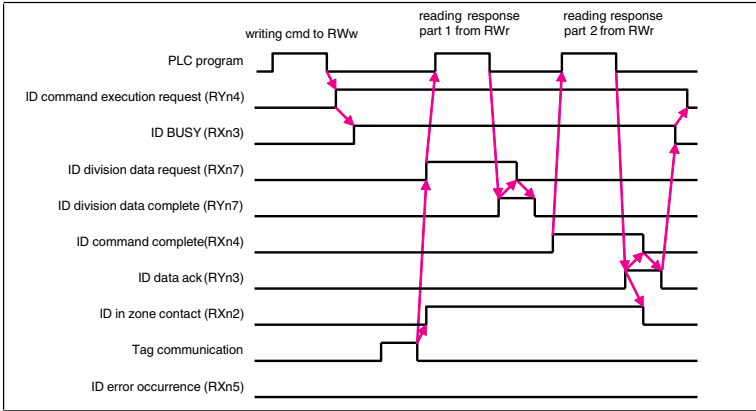 writing cmd to RWw
reading response
part 1 from RWr
reading response
part 2 from RWr
PLC program
ID command execution request (RYn4)
ID BUSY (RXn3)
ID division data request (RXn7)
ID division data complete (RYn7)
ID command complete(RXn4)
ID data ack (RYn3)
ID in zone contact (RXn2)
Tag communication
ID error occurrence (RXn5)